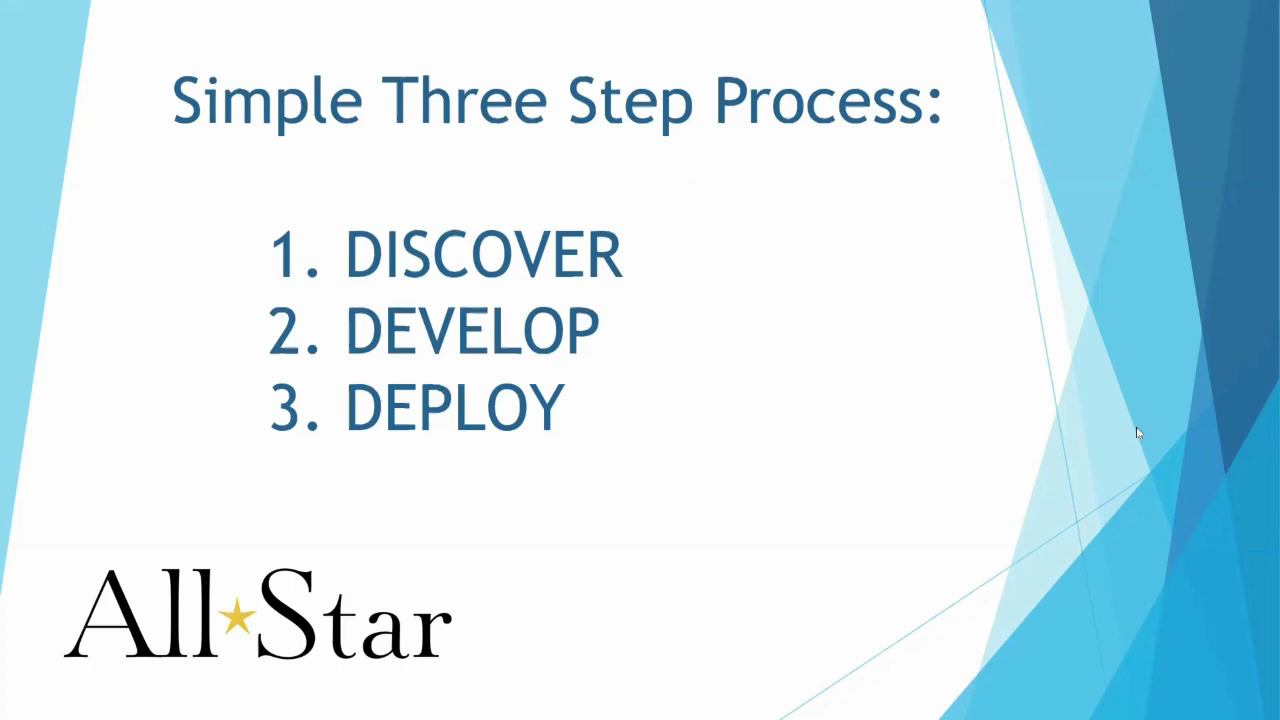 Simple Three Step Process:
1. DISCOVER
2. DEVELOP
3. DEPLOY
All★Star